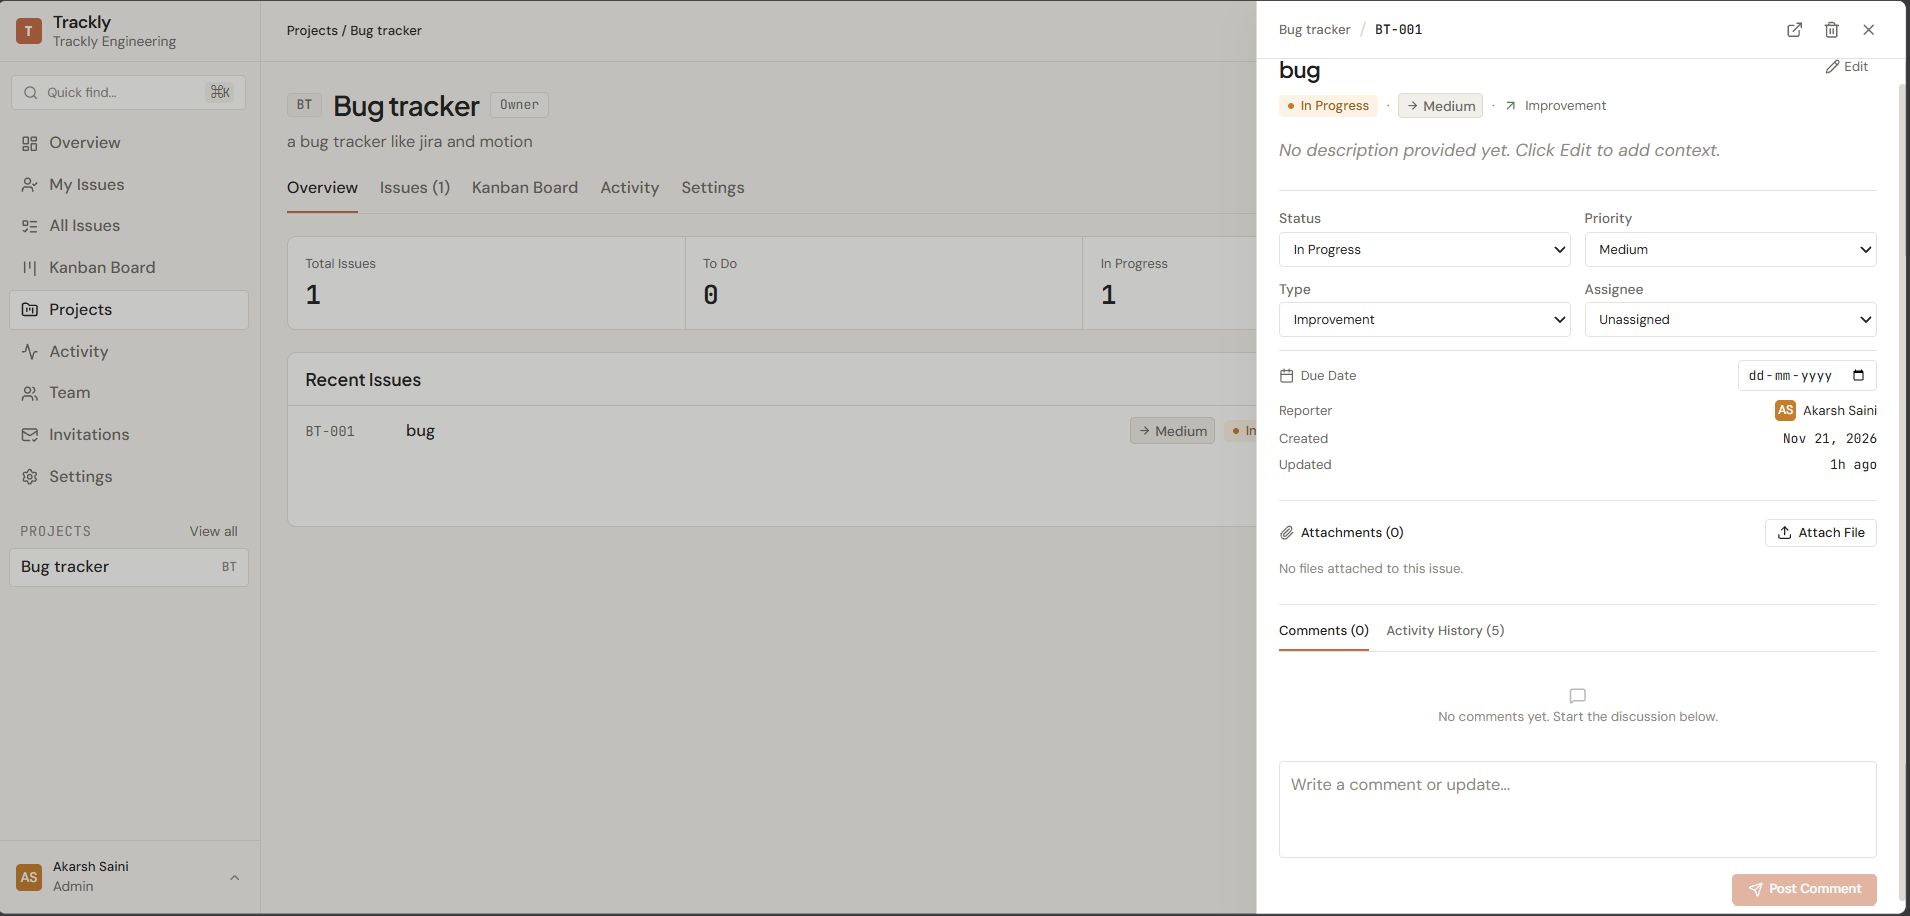 T
Trackly
Trackly Engineering
Quick find...
⌘K
Overview
My Issues
All Issues
Kanban Board
Projects
Activity
Team
Invitations
Settings
PROJECTS
View all
Bug tracker
BT
AS
Akarsh Saini
Admin
Projects / Bug tracker
BT
Bug tracker
Owner
a bug tracker like jira and motion
Overview
Issues (1)
Kanban Board
Activity
Settings
Total Issues
1
To Do
0
In Progress
1
Recent Issues
BT-001
bug
Medium
In
Bug tracker / BT-001
bug
Edit
In Progress · Medium · Improvement
No description provided yet. Click Edit to add context.
Status
Priority
In Progress
Medium
Type
Assignee
Improvement
Unassigned
Due Date
dd-mm-yyyy
Reporter
AS Akarsh Saini
Created
Nov 21, 2026
Updated
1h ago
Attachments (0)
Attach File
No files attached to this issue.
Comments (0)
Activity History (5)
No comments yet. Start the discussion below.
Write a comment or update...
Post Comment